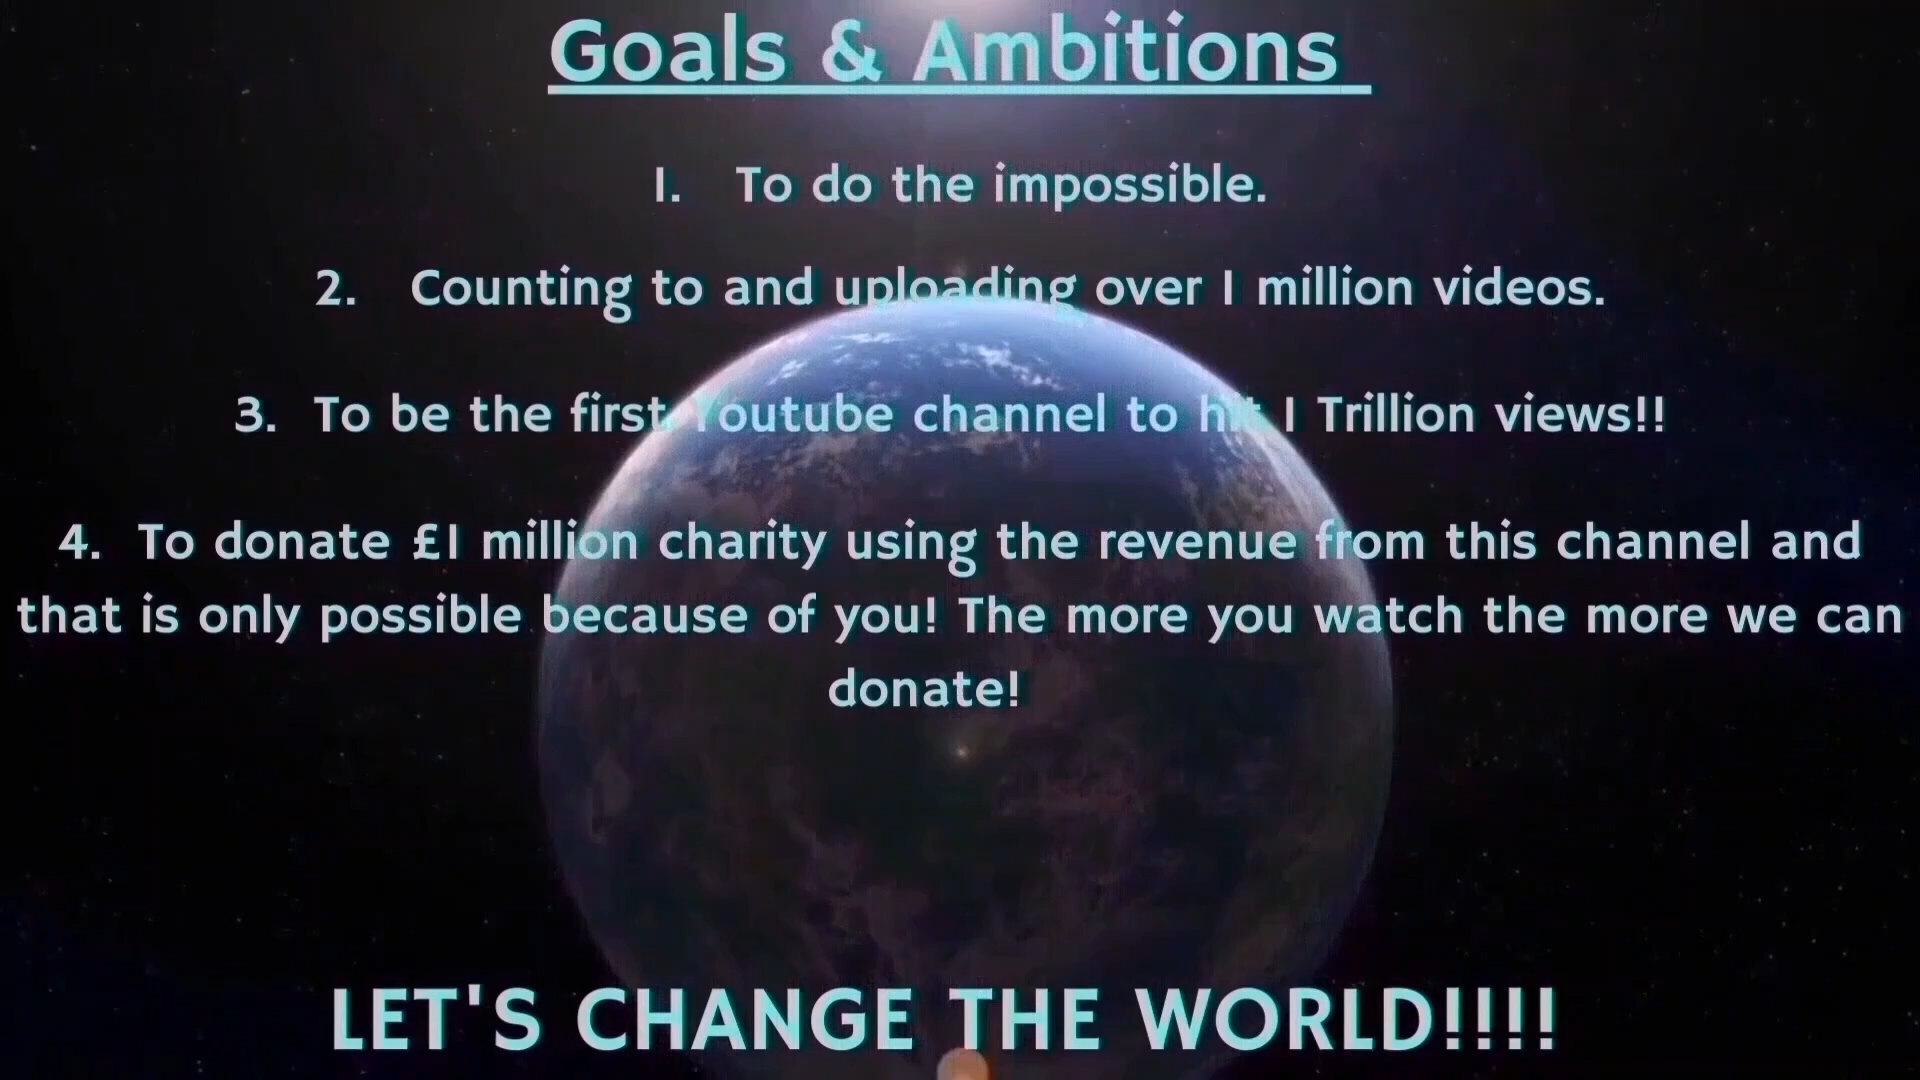 Goals & Ambitions
1. To do the impossible.
2. Counting to and uploading over 1 million videos.
3. To be the first Youtube channel to hit 1 Trillion views!!
4. To donate £1 million charity using the revenue from this channel and
that is only possible because of you! The more you watch the more we can
donate!
LET'S CHANGE THE WORLD!!!!